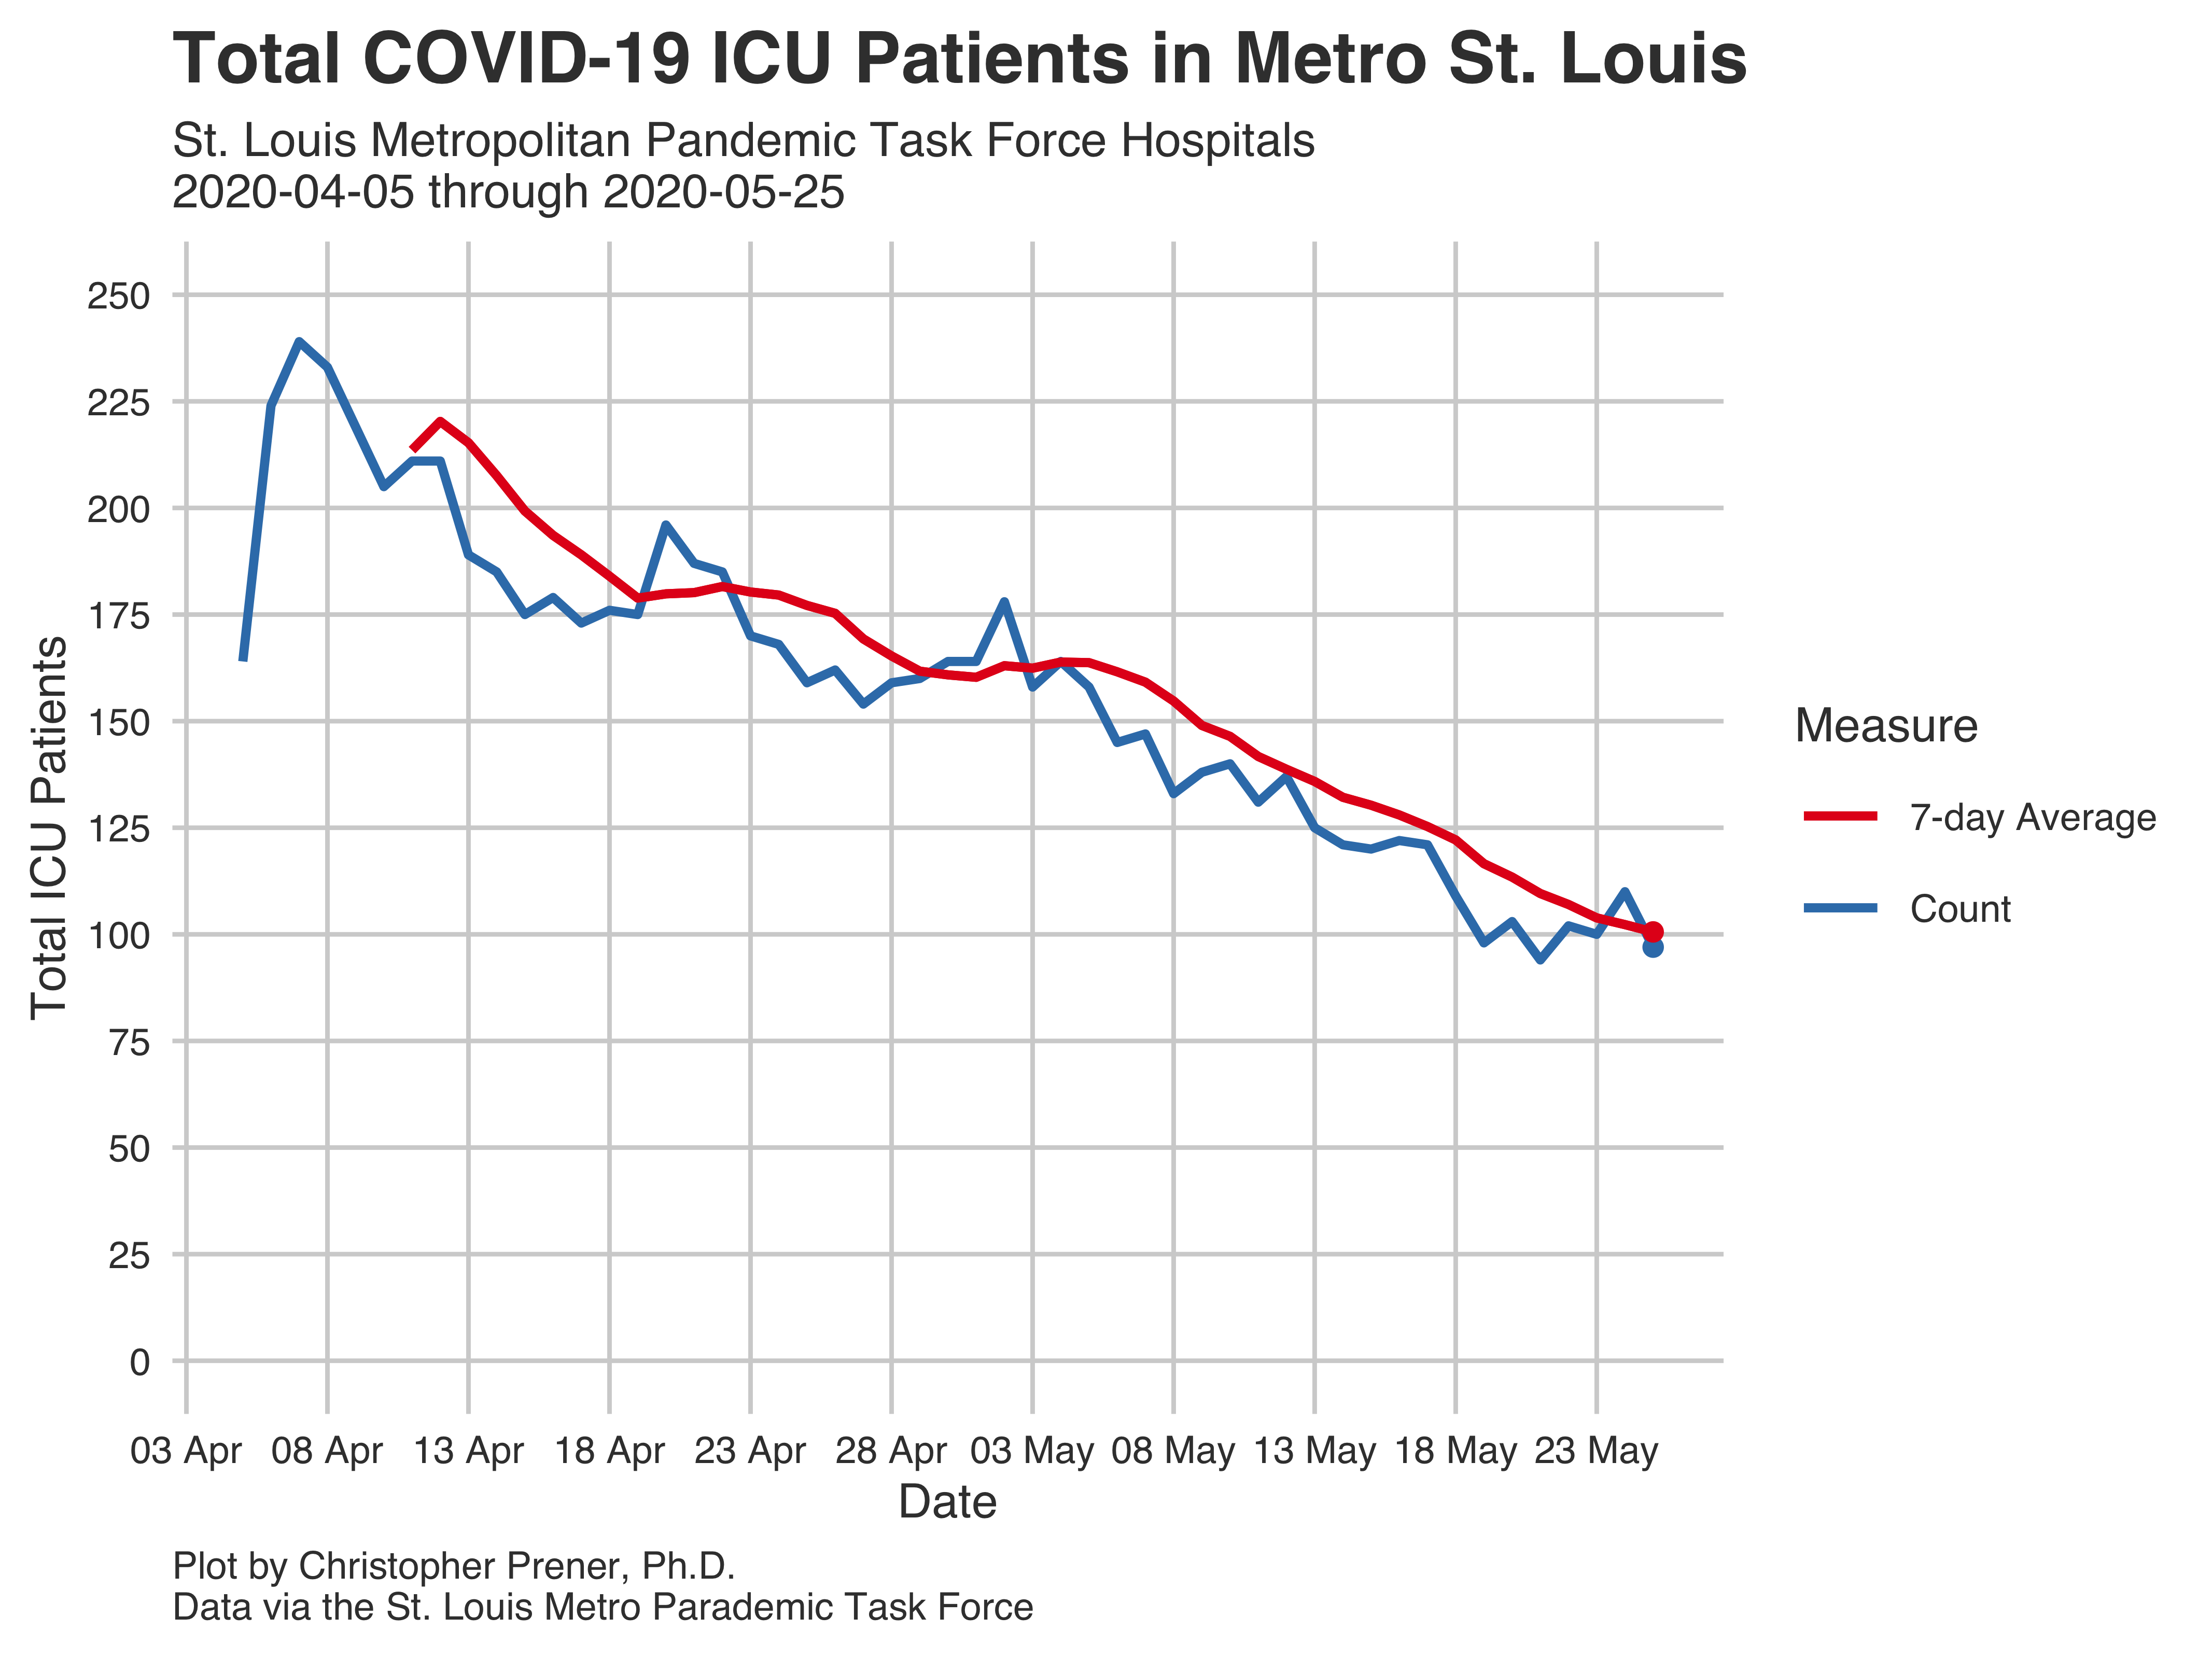 Total COVID-19 ICU Patients in Metro St. Louis
St. Louis Metropolitan Pandemic Task Force Hospitals
2020-04-05 through 2020-05-25
250
225
200
175
150
125
100
75
50
25
0
Total ICU Patients
03 Apr 08 Apr 13 Apr 18 Apr 23 Apr 28 Apr 03 May 08 May 13 May 18 May 23 May
Date
Measure
7-day Average
Count
Plot by Christopher Prener, Ph.D.
Data via the St. Louis Metro Parademic Task Force